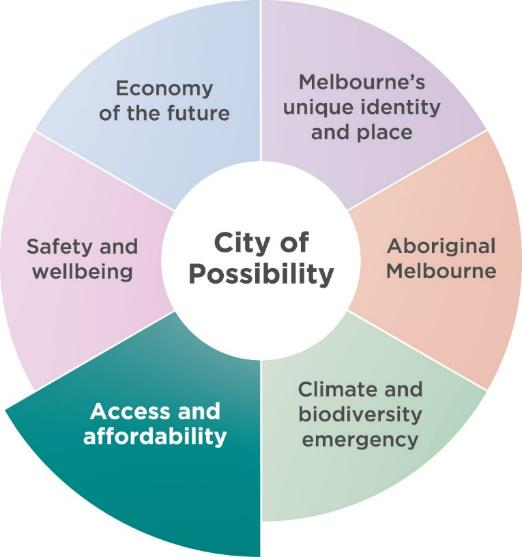 Economy
of the future
Melbourne's
unique identity
and place
Safety and
wellbeing
City of
Possibility
Aboriginal
Melbourne
Access and
affordability
Climate and
biodiversity
emergency